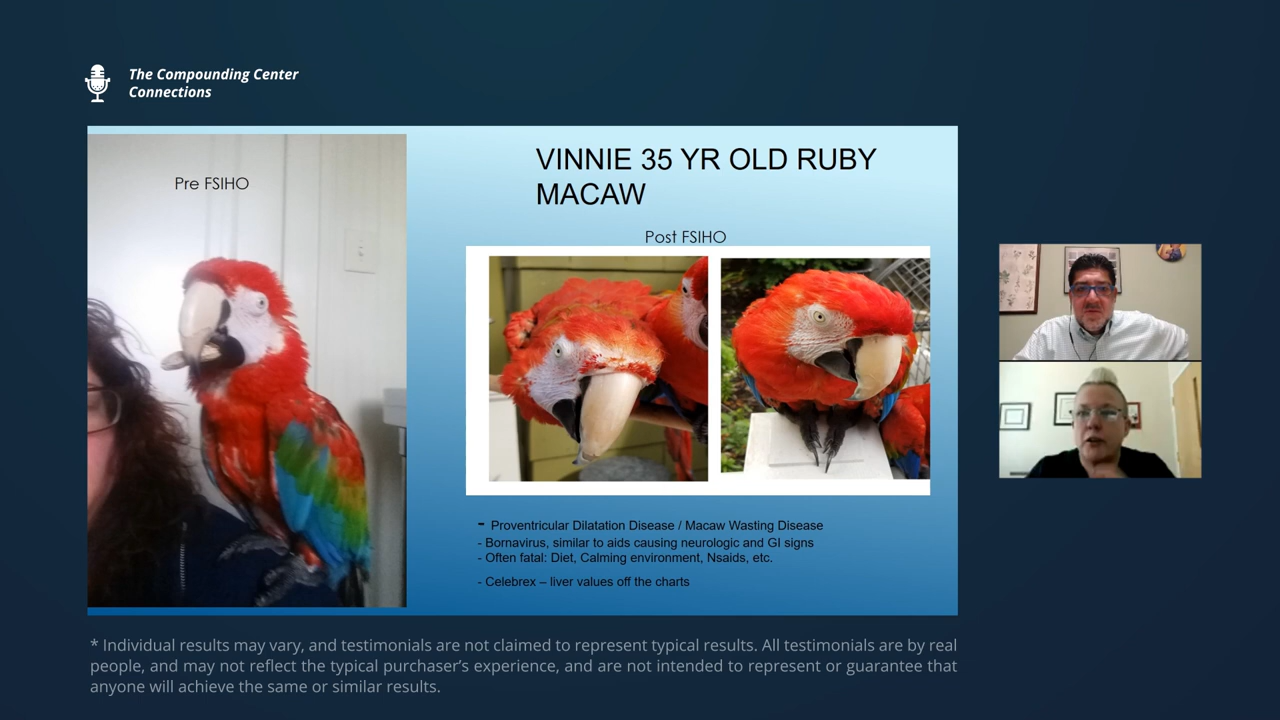 The Compounding Center
Connections
Pre FSIHO
VINNIE 35 YR OLD RUBY
MACAW
Post FSIHO
- Proventricular Dilatation Disease / Macaw Wasting Disease
- Bornavirus, similar to aids causing neurologic and GI signs
- Often fatal: Diet, Calming environment, Nsaids, etc.
- Celebrex – liver values off the charts
* Individual results may vary, and testimonials are not claimed to represent typical results. All testimonials are by real
people, and may not reflect the typical purchaser's experience, and are not intended to represent or guarantee that
anyone will achieve the same or similar results.